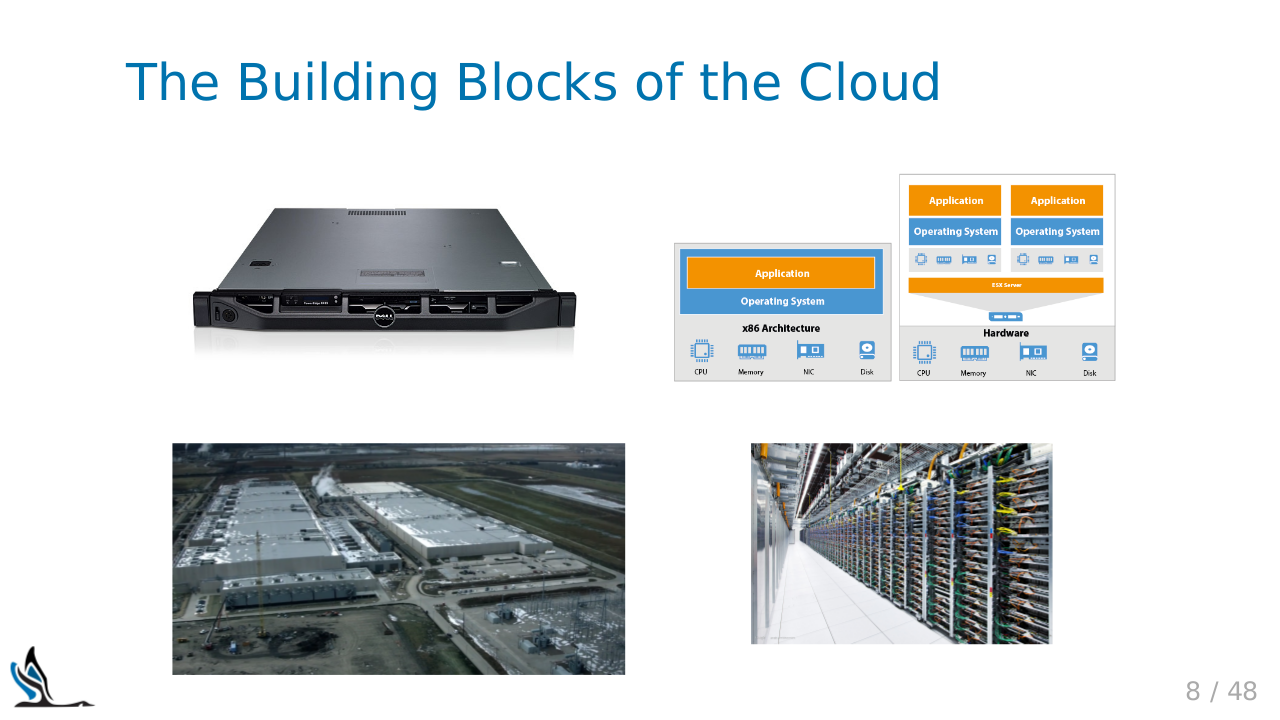 The Building Blocks of the Cloud
DELL
Application
Operating System
x86 Architecture
CPU Memory NIC Disk
Application Application
Operating System Operating System
ESX Server
Hardware
CPU Memory NIC Disk
8 / 48